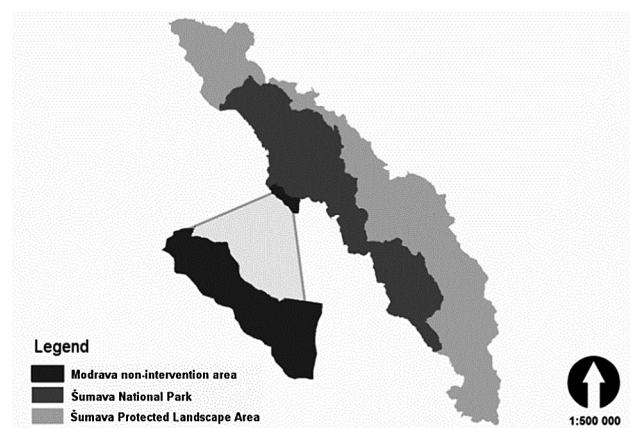 Legend
Modrava non-intervention area
Šumava National Park
Šumava Protected Landscape Area
1:500 000